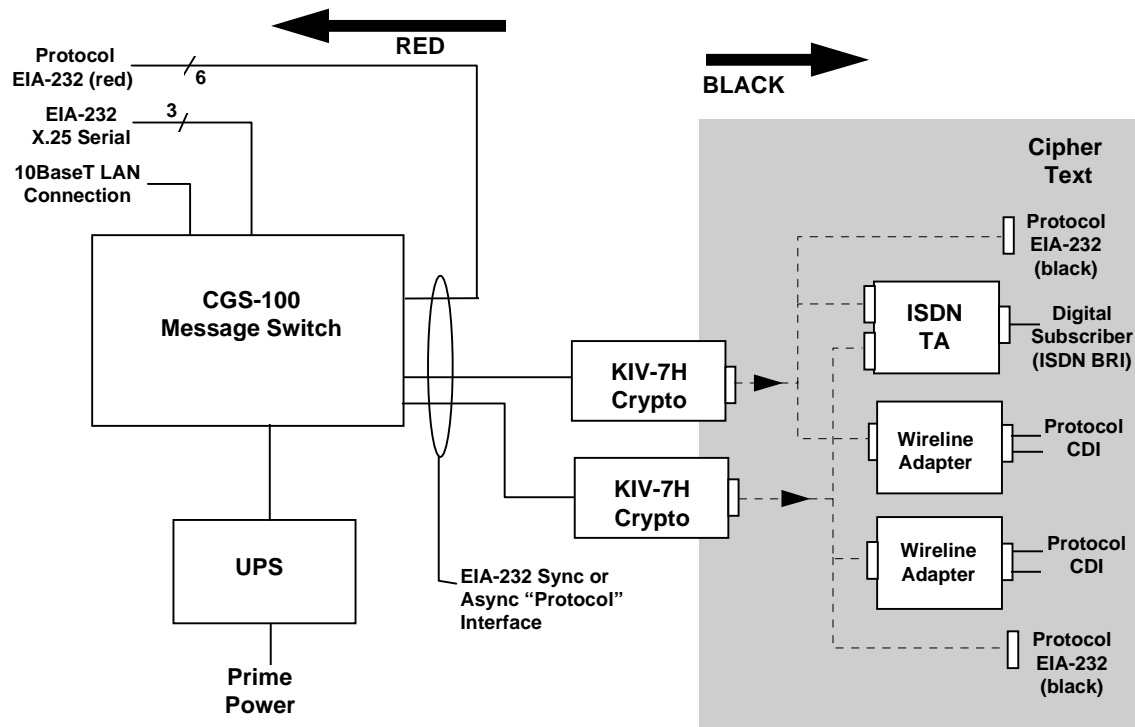 RED
BLACK
Protocol
EIA-232 (red)
6
EIA-232
X.25 Serial
3
10BaseT LAN
Connection
CGS-100
Message Switch
UPS
Prime
Power
EIA-232 Sync or
Async “Protocol”
Interface
KIV-7H
Crypto
KIV-7H
Crypto
Cipher
Text
Protocol
EIA-232
(black)
ISDN
TA
Digital
Subscriber
(ISDN BRI)
Wireline
Adapter
Protocol
CDI
Wireline
Adapter
Protocol
CDI
Protocol
EIA-232
(black)